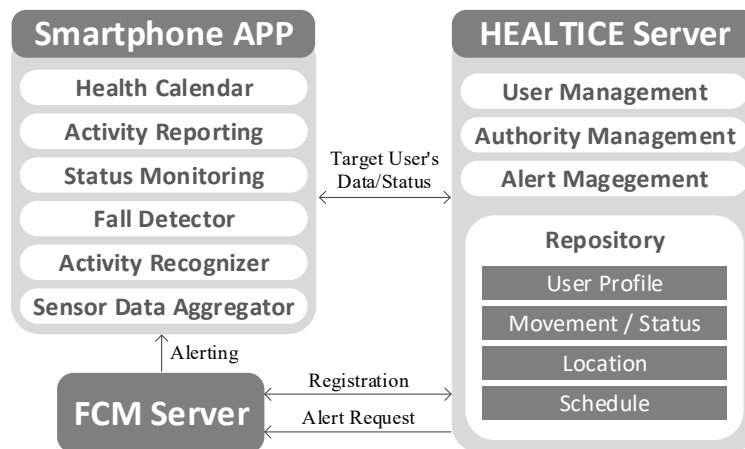 Smartphone APP
Health Calendar
Activity Reporting
Status Monitoring
Fall Detector
Activity Recognizer
Sensor Data Aggregator
Target User's
Data/Status
HEALTICE Server
User Management
Authority Management
Alert Magegement
Repository
User Profile
Movement / Status
Location
Schedule
Alerting
FCM Server
Registration
Alert Request